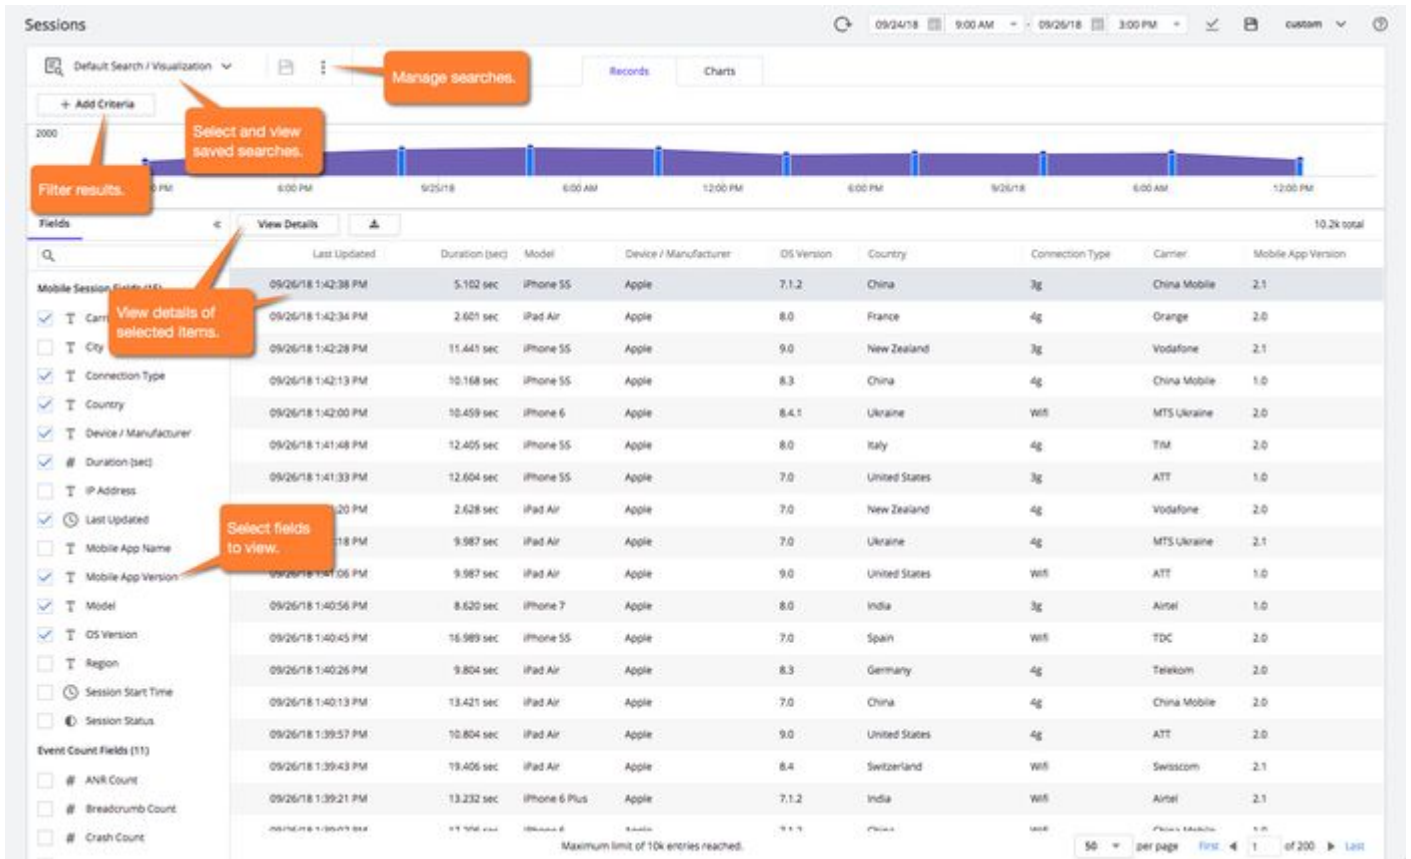 Sessions
09/24/18 9:00 AM - 09/26/18 3:00 PM custom
Default Search / Visualization
Manage searches.
Records Charts
+ Add Criteria
Select and view
saved searches.
2000
Filter results.
PM 6:00 PM 9/25/18 6:00 AM 12:00 PM 6:00 PM 9/26/18 6:00 AM 12:00 PM
Fields « View Details 10.2k total
Last Updated Duration (sec) Model Device / Manufacturer OS Version Country Connection Type Carrier Mobile App Version
Mobile Session Fields (15)
View details of
selected items.
T Carri
T City
T Connection Type
T Country
T Device / Manufacturer
# Duration (sec)
T IP Address
Last Updated
T Mobile App Name
T Mobile App Version
T Model
T OS Version
T Region
Session Start Time
Session Status
Event Count Fields (11)
# ANR Count
# Breadcrumb Count
# Crash Count
Select fields
to view.
09/26/18 1:42:38 PM 5.102 sec iPhone 5S Apple 7.1.2 China 3g China Mobile 2.1
09/26/18 1:42:34 PM 2.601 sec iPad Air Apple 8.0 France 4g Orange 2.0
09/26/18 1:42:28 PM 11.441 sec iPhone 5S Apple 9.0 New Zealand 3g Vodafone 2.1
09/26/18 1:42:13 PM 10.168 sec iPhone 5S Apple 8.3 China 4g China Mobile 1.0
09/26/18 1:42:00 PM 10.459 sec iPhone 6 Apple 8.4.1 Ukraine Wifi MTS Ukraine 2.0
09/26/18 1:41:48 PM 12.405 sec iPhone 5S Apple 8.0 Italy 4g TIM 2.0
09/26/18 1:41:33 PM 12.604 sec iPhone 5S Apple 7.0 United States 3g ATT 1.0
:20 PM 2.628 sec iPad Air Apple 7.0 New Zealand 4g Vodafone 2.0
:18 PM 9.987 sec iPad Air Apple 7.0 Ukraine 4g MTS Ukraine 2.1
09/26/18 1:41:06 PM 9.987 sec iPad Air Apple 9.0 United States Wifi ATT 1.0
09/26/18 1:40:56 PM 8.620 sec iPhone 7 Apple 8.0 India 3g Airtel 1.0
09/26/18 1:40:45 PM 16.989 sec iPhone 5S Apple 7.0 Spain Wifi TDC 2.0
09/26/18 1:40:26 PM 9.804 sec iPad Air Apple 8.3 Germany 4g Telekom 2.0
09/26/18 1:40:13 PM 13.421 sec iPad Air Apple 7.0 China 4g China Mobile 2.0
09/26/18 1:39:57 PM 10.804 sec iPad Air Apple 9.0 United States 4g ATT 2.0
09/26/18 1:39:43 PM 19.406 sec iPad Air Apple 8.4 Switzerland Wifi Swisscom 2.1
09/26/18 1:39:21 PM 13.232 sec iPhone 6 Plus Apple 7.1.2 India Wifi Airtel 2.1
Maximum limit of 10k entries reached.
50 per page First 1 of 200 Last